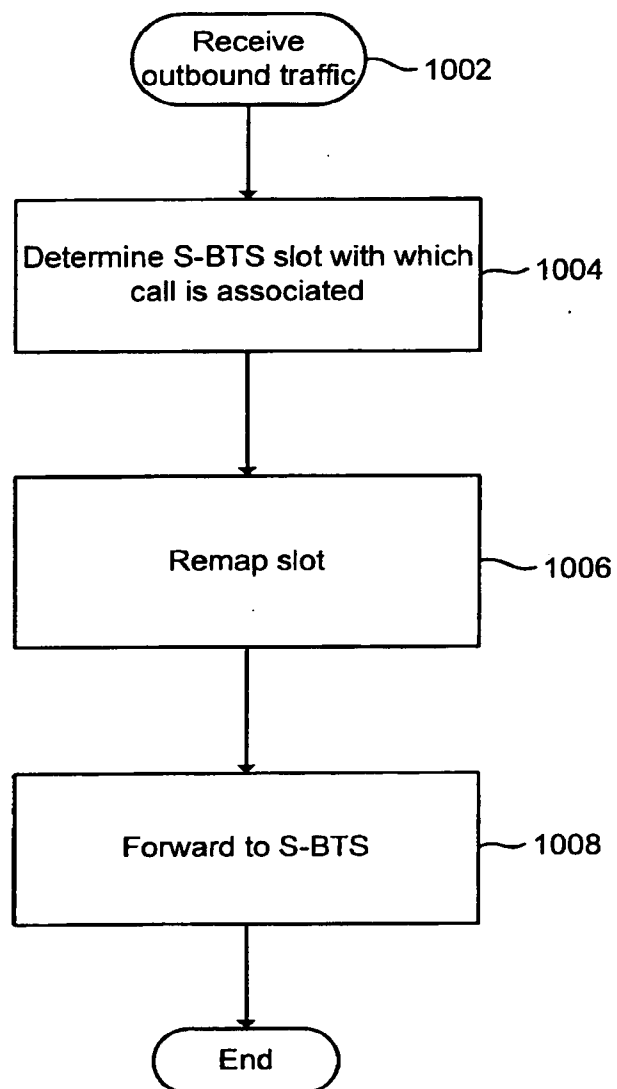 Receive
outbound traffic
1002
Determine S-BTS slot with which
call is associated
1004
Remap slot
1006
Forward to S-BTS
1008
End